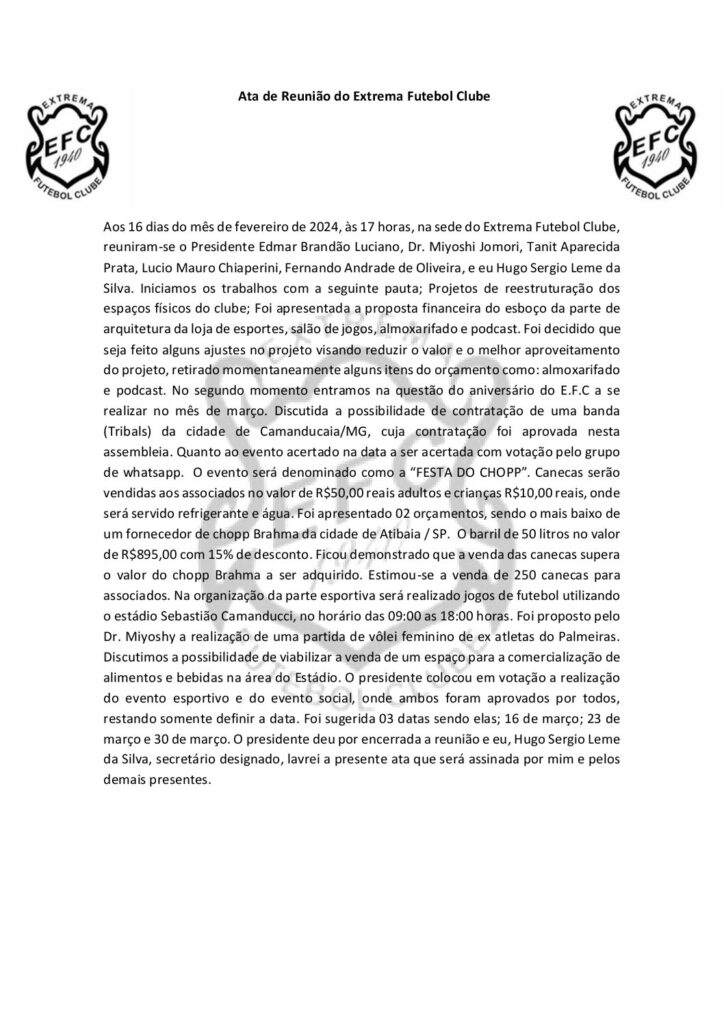 Ata de Reunião do Extrema Futebol Clube
EXTREMA
EFC
1940
FUTEBOL CLUBE
EXTREMA
EFC
1940
FUTEBOL CLUBE
Aos 16 dias do mês de fevereiro de 2024, às 17 horas, na sede do Extrema Futebol Clube,
reuniram-se o Presidente Edmar Brandão Luciano, Dr. Miyoshi Jomori, Tanit Aparecida
Prata, Lucio Mauro Chiaperini, Fernando Andrade de Oliveira, e eu Hugo Sergio Leme da
Silva. Iniciamos os trabalhos com a seguinte pauta; Projetos de reestruturação dos
espaços físicos do clube; Foi apresentada a proposta financeira do esboço da parte de
arquitetura da loja de esportes, salão de jogos, almoxarifado e podcast. Foi decidido que
seja feito alguns ajustes no projeto visando reduzir o valor e o melhor aproveitamento
do projeto, retirado momentaneamente alguns itens do orçamento como: almoxarifado
e podcast. No segundo momento entramos na questão do aniversário do E.F.C a se
realizar no mês de março. Discutida a possibilidade de contratação de uma banda
(Tribals) da cidade de Camanducaia/MG, cuja contratação foi aprovada nesta
assembleia. Quanto ao evento acertado na data a ser acertada com votação pelo grupo
de whatsapp. O evento será denominado como a “FESTA DO CHOPP”. Canecas serão
vendidas aos associados no valor de R$50,00 reais adultos e crianças R$10,00 reais, onde
será servido refrigerante e água. Foi apresentado 02 orçamentos, sendo o mais baixo de
um fornecedor de chopp Brahma da cidade de Atibaia / SP. O barril de 50 litros no valor
de R$895,00 com 15% de desconto. Ficou demonstrado que a venda das canecas supera
o valor do chopp Brahma a ser adquirido. Estimou-se a venda de 250 canecas para
associados. Na organização da parte esportiva será realizado jogos de futebol utilizando
o estádio Sebastião Camanducci, no horário das 09:00 as 18:00 horas. Foi proposto pelo
Dr. Miyoshy a realização de uma partida de vôlei feminino de ex atletas do Palmeiras.
Discutimos a possibilidade de viabilizar a venda de um espaço para a comercialização de
alimentos e bebidas na área do Estádio. O presidente colocou em votação a realização
do evento esportivo e do evento social, onde ambos foram aprovados por todos,
restando somente definir a data. Foi sugerida 03 datas sendo elas; 16 de março; 23 de
março e 30 de março. O presidente deu por encerrada a reunião e eu, Hugo Sergio Leme
da Silva, secretário designado, lavrei a presente ata que será assinada por mim e pelos
demais presentes.
EXTREMA
EFC
1940
FUTEBOL CLUBE